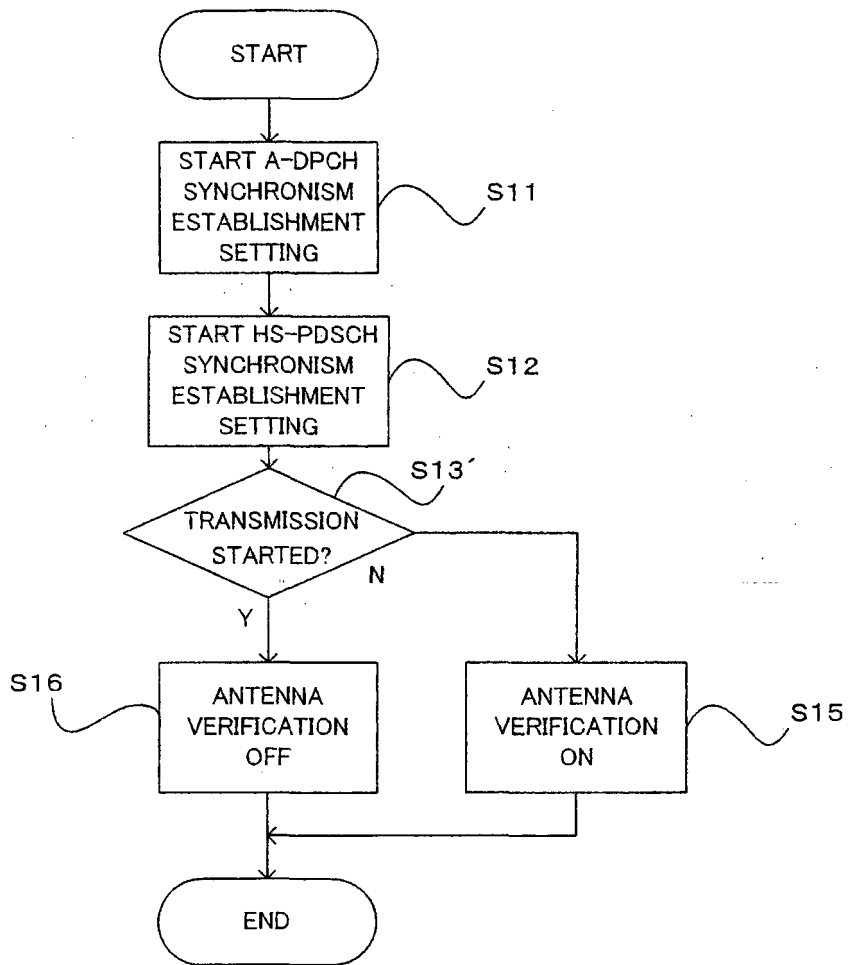 START
START A-DPCH
SYNCHRONISM
ESTABLISHMENT
SETTING
S11
START HS-PDSCH
SYNCHRONISM
ESTABLISHMENT
SETTING
S12
S13´
TRANSMISSION
STARTED?
N
Y
S16
ANTENNA
VERIFICATION
OFF
ANTENNA
VERIFICATION
ON
S15
END